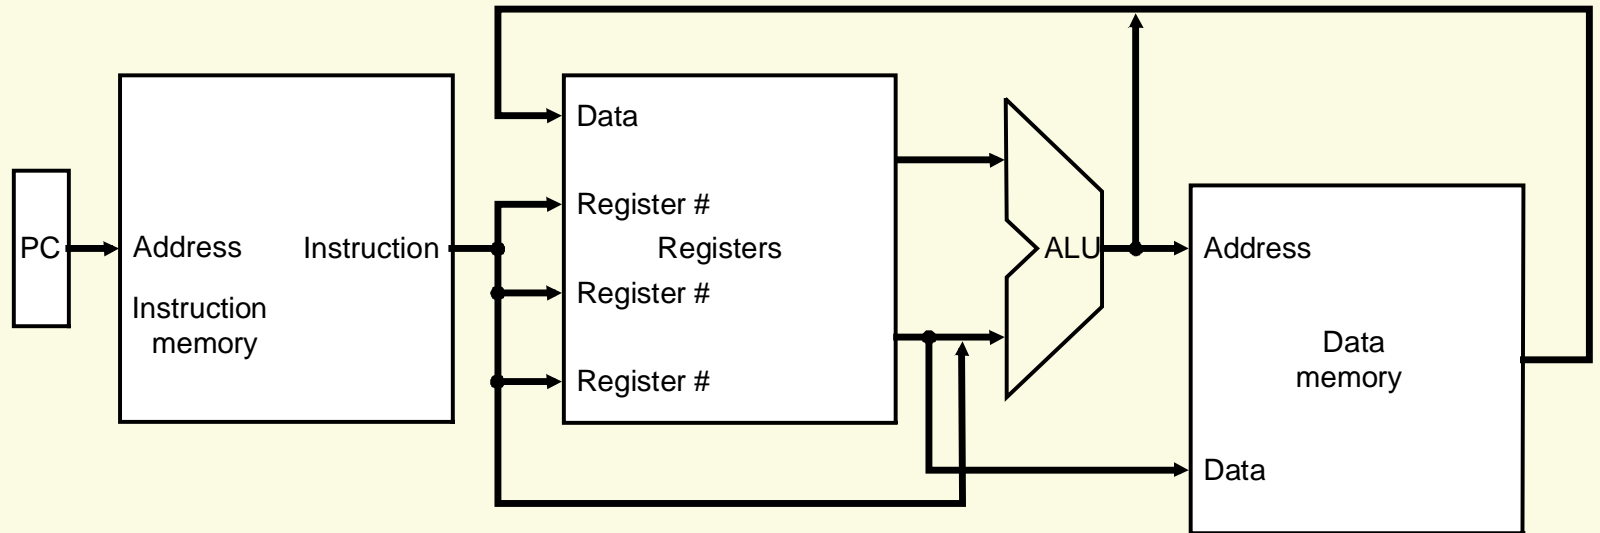 PC
Address
Instruction
Instruction
memory
Data
Register #
Registers
Register #
Register #
ALU
Address
Data
memory
Data